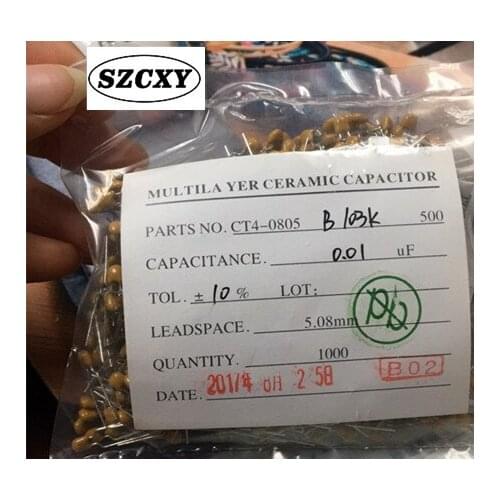 SZCXY
MULTILA YER CERAMIC CAPACITOR
PARTS NO. CT4-0805 B 103K 500
CAPACITANCE. 0.01 uF
TOL. ± 10 % LOT:
LEADSPACE. 5.08mm
QUANTITY. 1000
DATE. B02